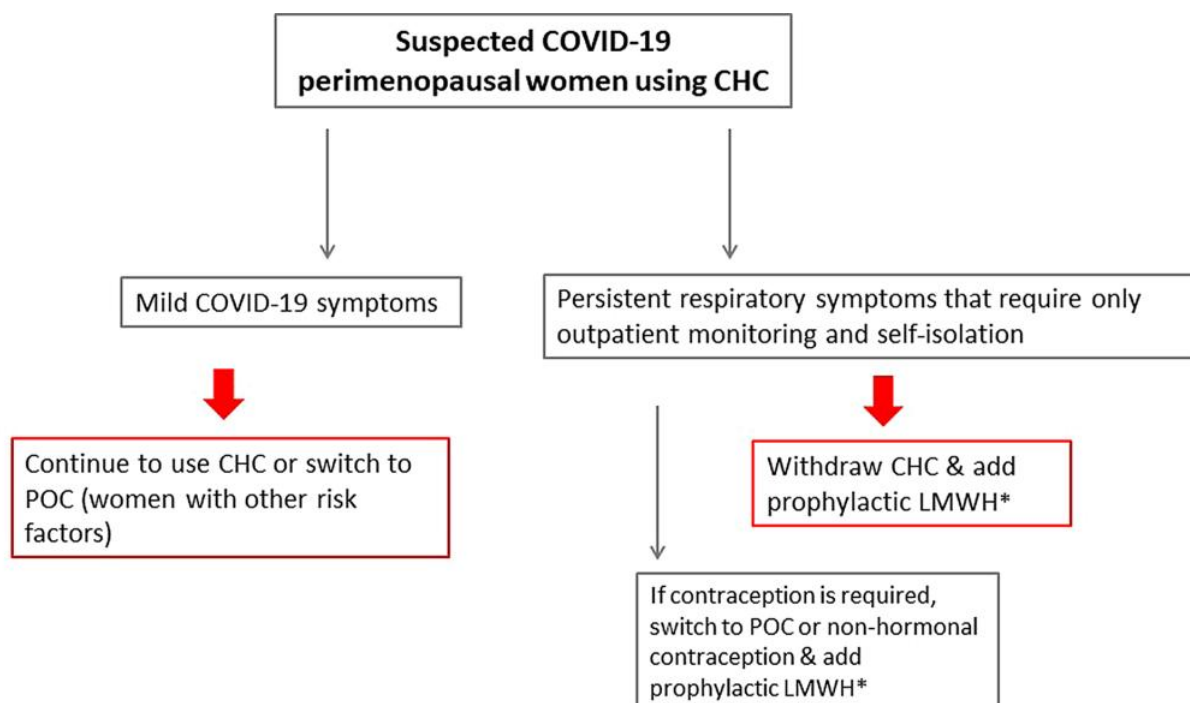 Suspected COVID-19
perimenopausal women using CHC
Mild COVID-19 symptoms
Persistent respiratory symptoms that require only
outpatient monitoring and self-isolation
Continue to use CHC or switch to
POC (women with other risk
factors)
Withdraw CHC & add
prophylactic LMWH*
If contraception is required,
switch to POC or non-hormonal
contraception & add
prophylactic LMWH*